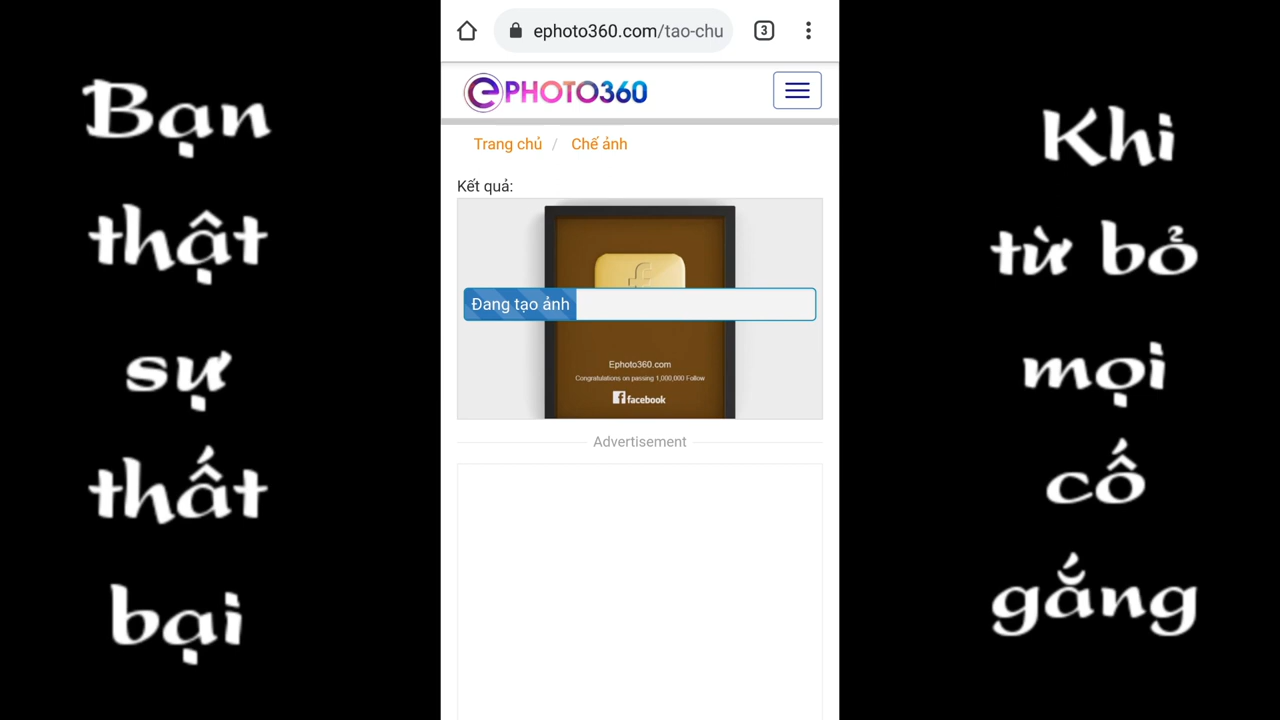 Bạn
thật
sự
thất
bại
3
ephoto360.com/tao-chu
ePHOTO360
Trang chủ / Chế ảnh
Kết quả:
Đang tạo ảnh
Ephoto360.com
Congratulations on passing 1,000,000 Follow
facebook
Advertisement
Khi
từ bỏ
mọi
cố
gắng